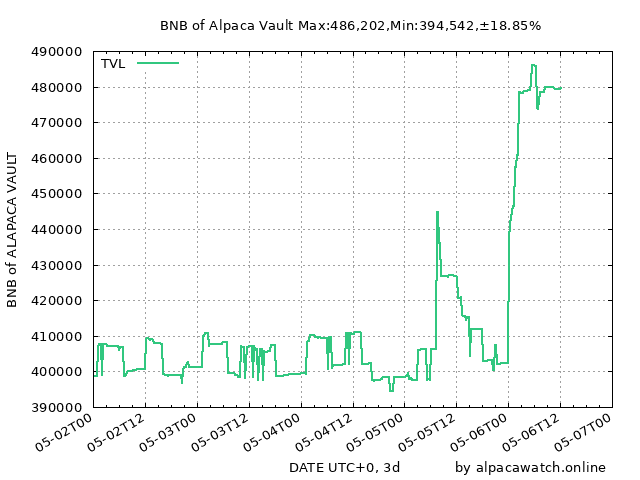 BNB of Alpaca Vault Max:486,202,Min:394,542,±18.85%
TVL
BNB of ALAPACA VAULT
490000
480000
470000
460000
450000
440000
430000
420000
410000
400000
390000
05-02T00
05-02T12
05-03T00
05-03T12
05-04T00
05-04T12
05-05T00
05-05T12
05-06T00
05-06T12
05-07T00
DATE UTC+0, 3d
by alpacawatch.online